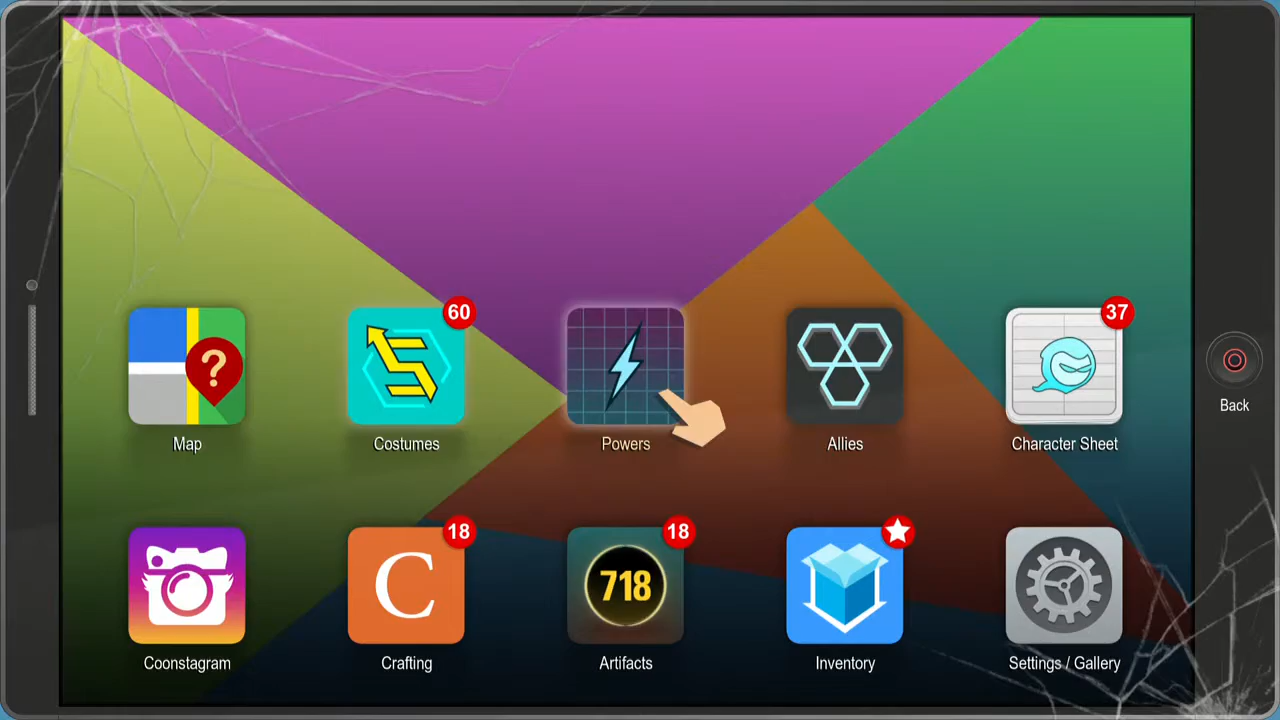 60
37
?
Map
Costumes
Powers
Allies
Character Sheet
Back
18
18
C
718
Coonstagram
Crafting
Artifacts
Inventory
Settings / Gallery